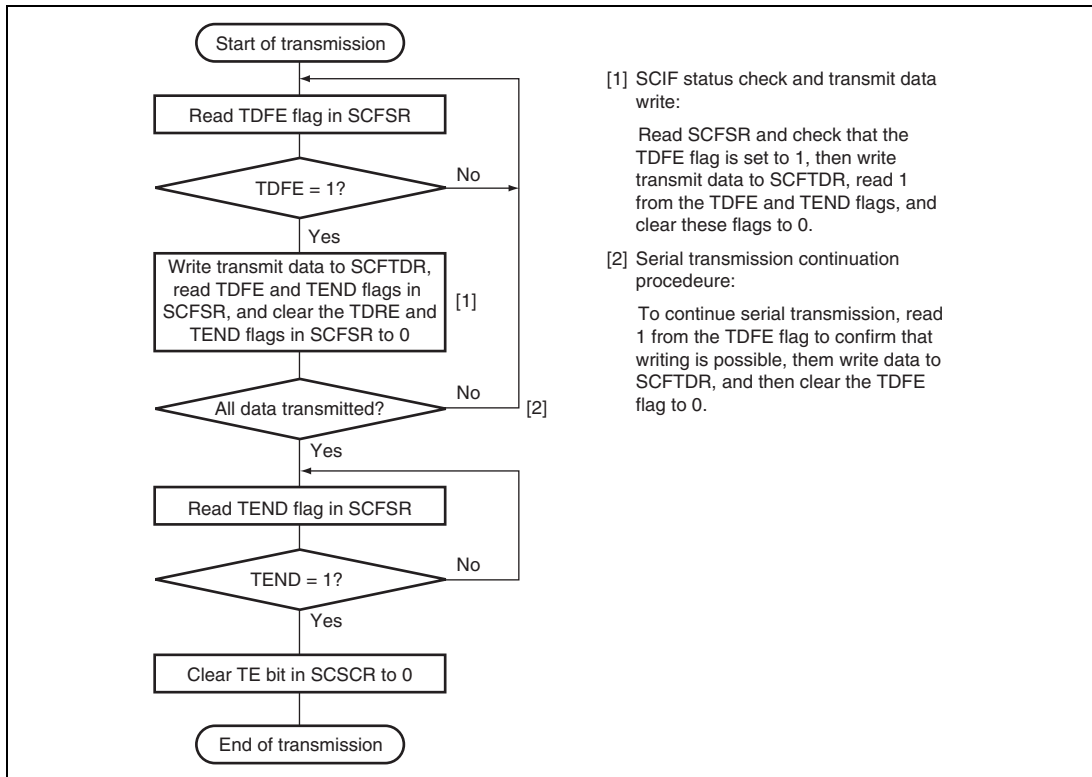 Start of transmission
Read TDFE flag in SCFSR
TDFE = 1?
No
Yes
Write transmit data to SCFTDR,
read TDFE and TEND flags in
SCFSR, and clear the TDRE and
TEND flags in SCFSR to 0
[1]
All data transmitted?
No
[2]
Yes
Read TEND flag in SCFSR
TEND = 1?
No
Yes
Clear TE bit in SCSCR to 0
End of transmission
[1] SCIF status check and transmit data
write:
Read SCFSR and check that the
TDFE flag is set to 1, then write
transmit data to SCFTDR, read 1
from the TDFE and TEND flags, and
clear these flags to 0.
[2] Serial transmission continuation
procedeure:
To continue serial transmission, read
1 from the TDFE flag to confirm that
writing is possible, them write data to
SCFTDR, and then clear the TDFE
flag to 0.